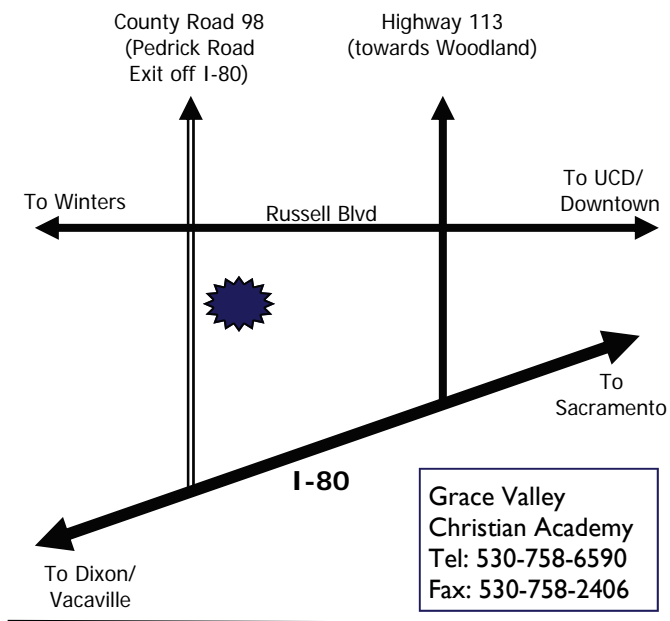 County Road 98
(Pedrick Road
Exit off I-80)
Highway 113
(towards Woodland)
To Winters
Russell Blvd
To UCD/
Downtown
To
Sacramento
I-80
Grace Valley
Christian Academy
Tel: 530-758-6590
Fax: 530-758-2406
To Dixon/
Vacaville